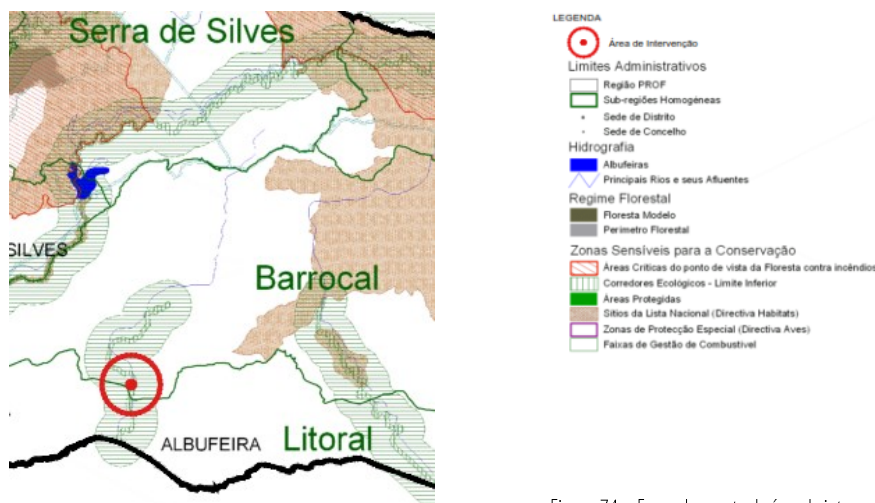 Serra de Silves
SILVES
Barrocal
ALBUFEIRA
Litoral
LEGENDA
Área de Intervenção
Limites Administrativos
Região PROF
Sub-regiões Homogéneas
Sede de Distrito
Sede de Concelho
Hidrografia
Albufeiras
Principais Rios e seus Afluentes
Regime Florestal
Floresta Modelo
Perímetro Florestal
Zonas Sensíveis para a Conservação
Áreas Críticas do ponto de vista da Floresta contra incêndios
Corredores Ecológicos - Limite Inferior
Áreas Protegidas
Sítios da Lista Nacional (Directiva Habitats)
Zonas de Protecção Especial (Directiva Aves)
Faixas de Gestão de Combustível